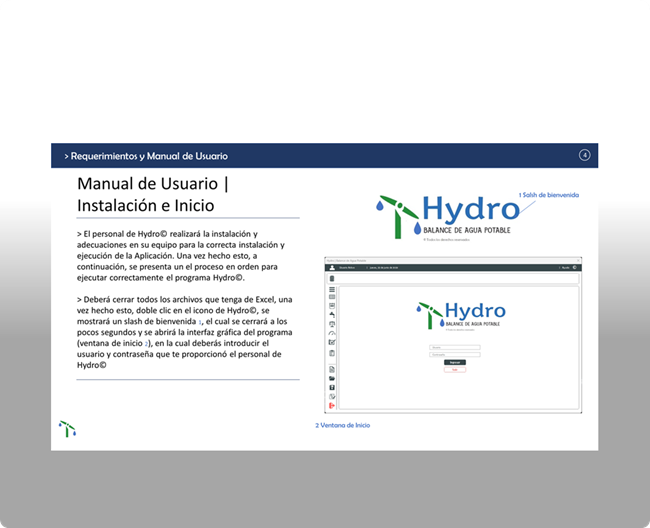 > Requerimientos y Manual de Usuario
4
Manual de Usuario |
Instalación e Inicio
> El personal de Hydro© realizará la instalación y
adecuaciones en su equipo para la correcta instalación y
ejecución de la Aplicación. Una vez hecho esto, a
continuación, se presenta un el proceso en orden para
ejecutar correctamente el programa Hydro©.
> Deberá cerrar todos los archivos que tenga de Excel, una
vez hecho esto, doble clic en el icono de Hydro©, se
mostrará un slash de bienvenida 1, el cual se cerrará a los
pocos segundos y se abrirá la interfaz gráfica del programa
(ventana de inicio 2), en la cual deberás introducir el
usuario y contraseña que te proporcionó el personal de
Hydro©
1 Salsh de bienvenida
Hydro
BALANCE DE AGUA POTABLE
© Todos los derechos reservados
Hydro
BALANCE DE AGUA POTABLE
Ingresar
Salir
2 Ventana de Inicio